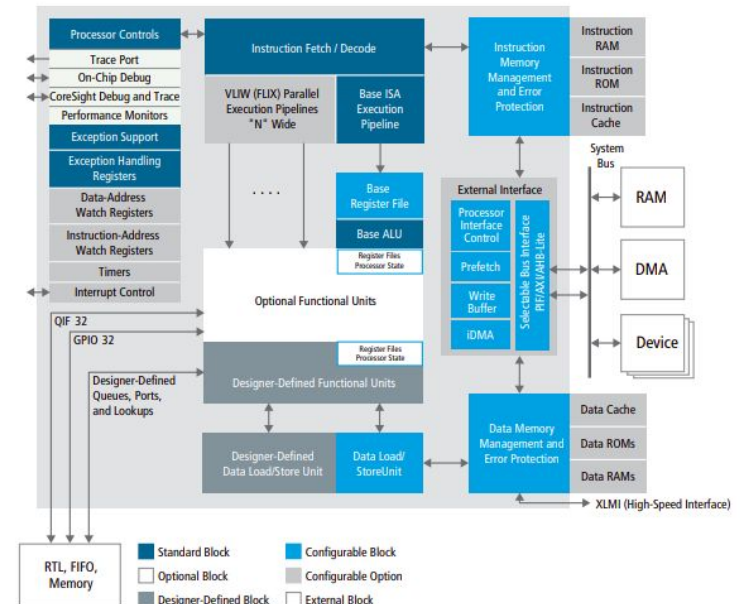 Processor Controls
Trace Port
On-Chip Debug
CoreSight Debug and Trace
Performance Monitors
Exception Support
Exception Handling
Registers
Data-Address
Watch Registers
Instruction-Address
Watch Registers
Timers
Interrupt Control
QIF 32
GPIO 32
Designer-Defined
Queues, Ports,
and Lookups
RTL, FIFO,
Memory
Instruction Fetch / Decode
VLIW (FLIX) Parallel
Execution Pipelines
"N" Wide
Base ISA
Execution
Pipeline
. . . .
Base
Register File
Base ALU
Register Files
Processor State
Optional Functional Units
Register Files
Processor State
Designer-Defined Functional Units
Designer-Defined
Data Load/Store Unit
Data Load/
StoreUnit
Instruction
Memory
Management
and Error
Protection
Instruction
RAM
Instruction
ROM
Instruction
Cache
External Interface
Processor
Interface
Control
Prefetch
Write
Buffer
iDMA
Selectable Bus Interface
PIF/AXI/AHB-Lite
System
Bus
RAM
DMA
Device
Data Memory
Management and
Error Protection
Data Cache
Data ROMs
Data RAMs
XLMI (High-Speed Interface)
Standard Block
Configurable Block
Optional Block
Configurable Option
Designer-Defined Block
External Block